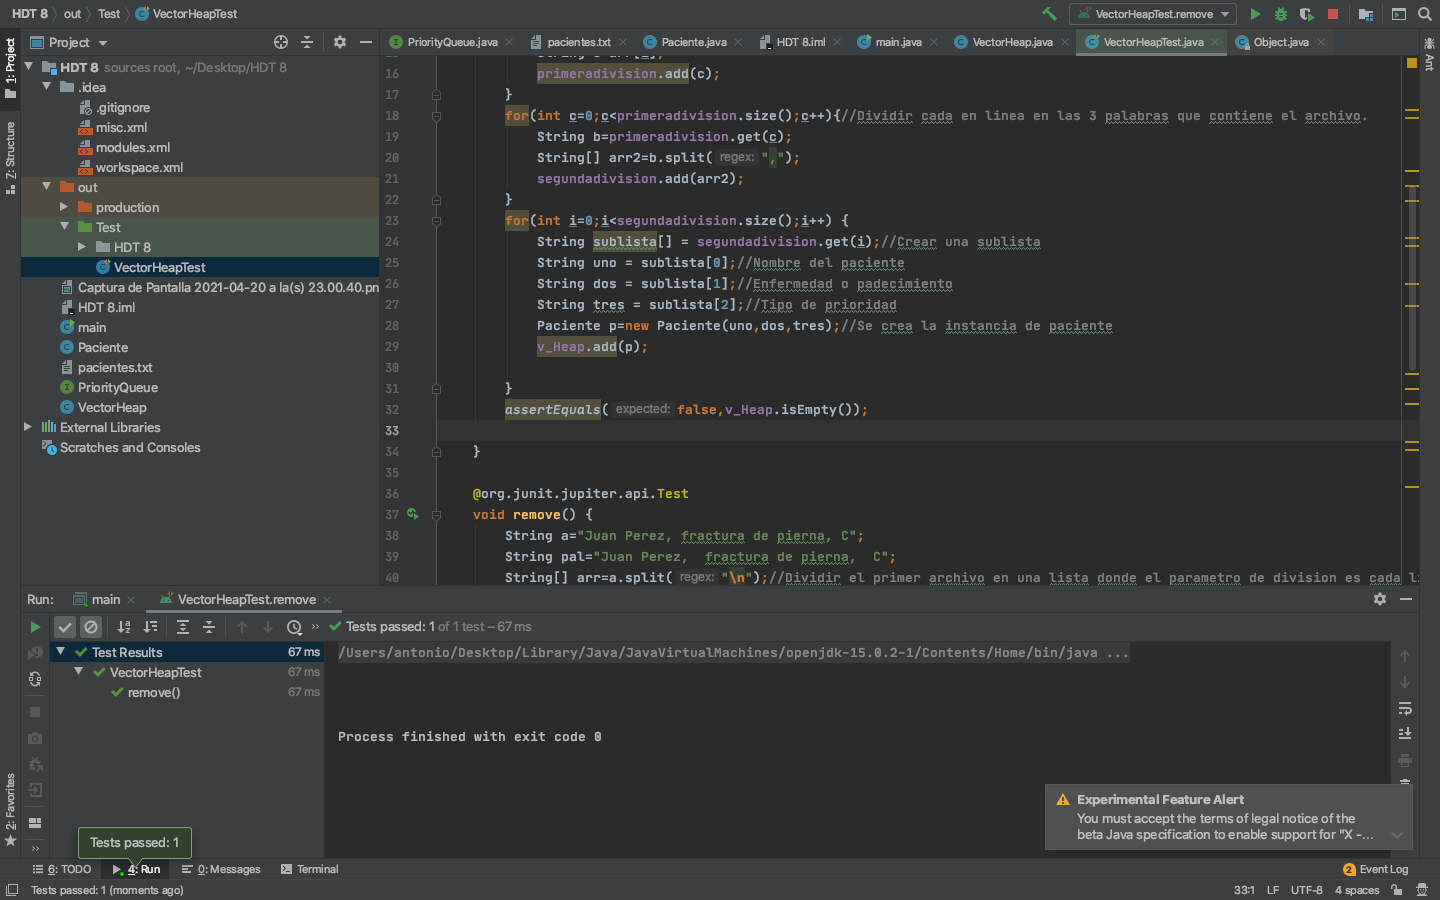 HDT 8 out Test VectorHeapTest
VectorHeapTest.remove
Project
PriorityQueue.java pacientes.txt Paciente.java HDT 8.iml main.java VectorHeap.java VectorHeapTest.java Object.java
1: Project
Z: Structure
2: Favorites
Ant
HDT 8 sources root, ~/Desktop/HDT 8
.idea
.gitignore
misc.xml
modules.xml
workspace.xml
out
production
Test
HDT 8
VectorHeapTest
Captura de Pantalla 2021-04-20 a la(s) 23.00.40.pn
HDT 8.iml
main
Paciente
pacientes.txt
PriorityQueue
VectorHeap
External Libraries
Scratches and Consoles
16 primeradivision.add(c);
17 }
18 for(int c=0;c<primeradivision.size();c++){//Dividir cada en linea en las 3 palabras que contiene el archivo.
19 String b=primeradivision.get(c);
20 String[] arr2=b.split( regex: ",");
21 segundadivision.add(arr2);
22 }
23 for(int i=0;i<segundadivision.size();i++) {
24 String sublista[] = segundadivision.get(i);//Crear una sublista
25 String uno = sublista[0];//Nombre del paciente
26 String dos = sublista[1];//Enfermedad o padecimiento
27 String tres = sublista[2];//Tipo de prioridad
28 Paciente p=new Paciente(uno,dos,tres);//Se crea la instancia de paciente
29 v_Heap.add(p);
30
31 }
32 assertEquals( expected: false,v_Heap.isEmpty());
33
34 }
35
36 @org.junit.jupiter.api.Test
37 void remove() {
38 String a="Juan Perez, fractura de pierna, C";
39 String pal="Juan Perez,  fractura de pierna,  C";
40 String[] arr=a.split( regex: "\n");//Dividir el primer archivo en una lista donde el parametro de division es cada l
Run: main VectorHeapTest.remove
Tests passed: 1 of 1 test – 67 ms
Test Results 67 ms
VectorHeapTest 67 ms
remove() 67 ms
/Users/antonio/Desktop/Library/Java/JavaVirtualMachines/openjdk-15.0.2-1/Contents/Home/bin/java ...
Process finished with exit code 0
Experimental Feature Alert
You must accept the terms of legal notice of the
beta Java specification to enable support for "X -...
Tests passed: 1
6: TODO 4: Run 0: Messages Terminal 2 Event Log
Tests passed: 1 (moments ago) 33:1 LF UTF-8 4 spaces